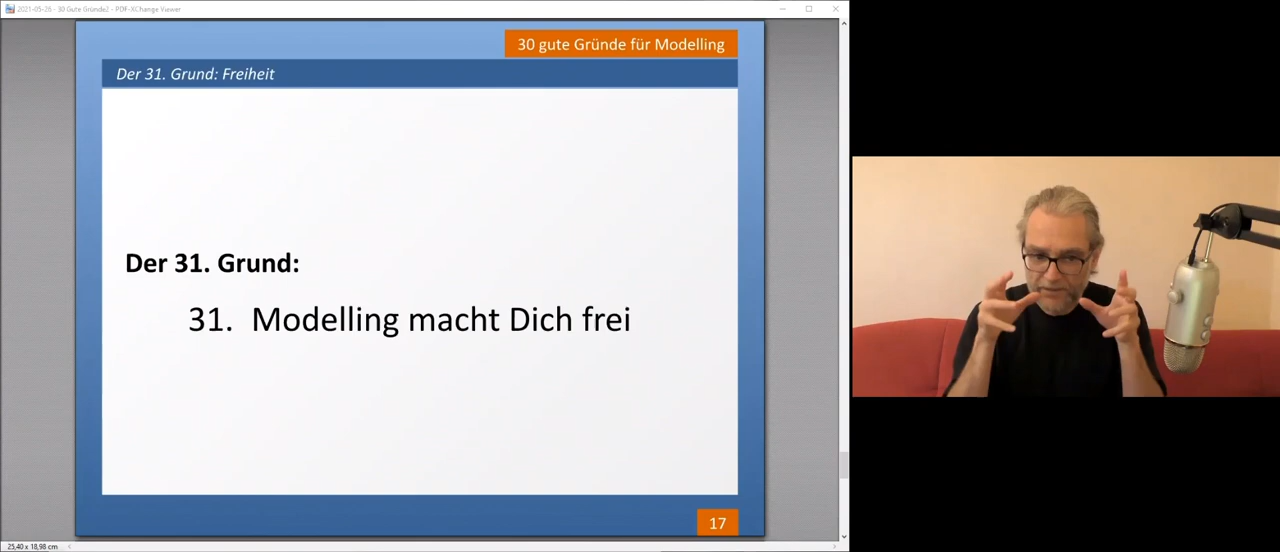 2021-05-26 - 30 Gute Gründe2 - PDF-XChange Viewer
30 gute Gründe für Modelling
Der 31. Grund: Freiheit
Der 31. Grund:
31. Modelling macht Dich frei
17
25,40 x 18,98 cm